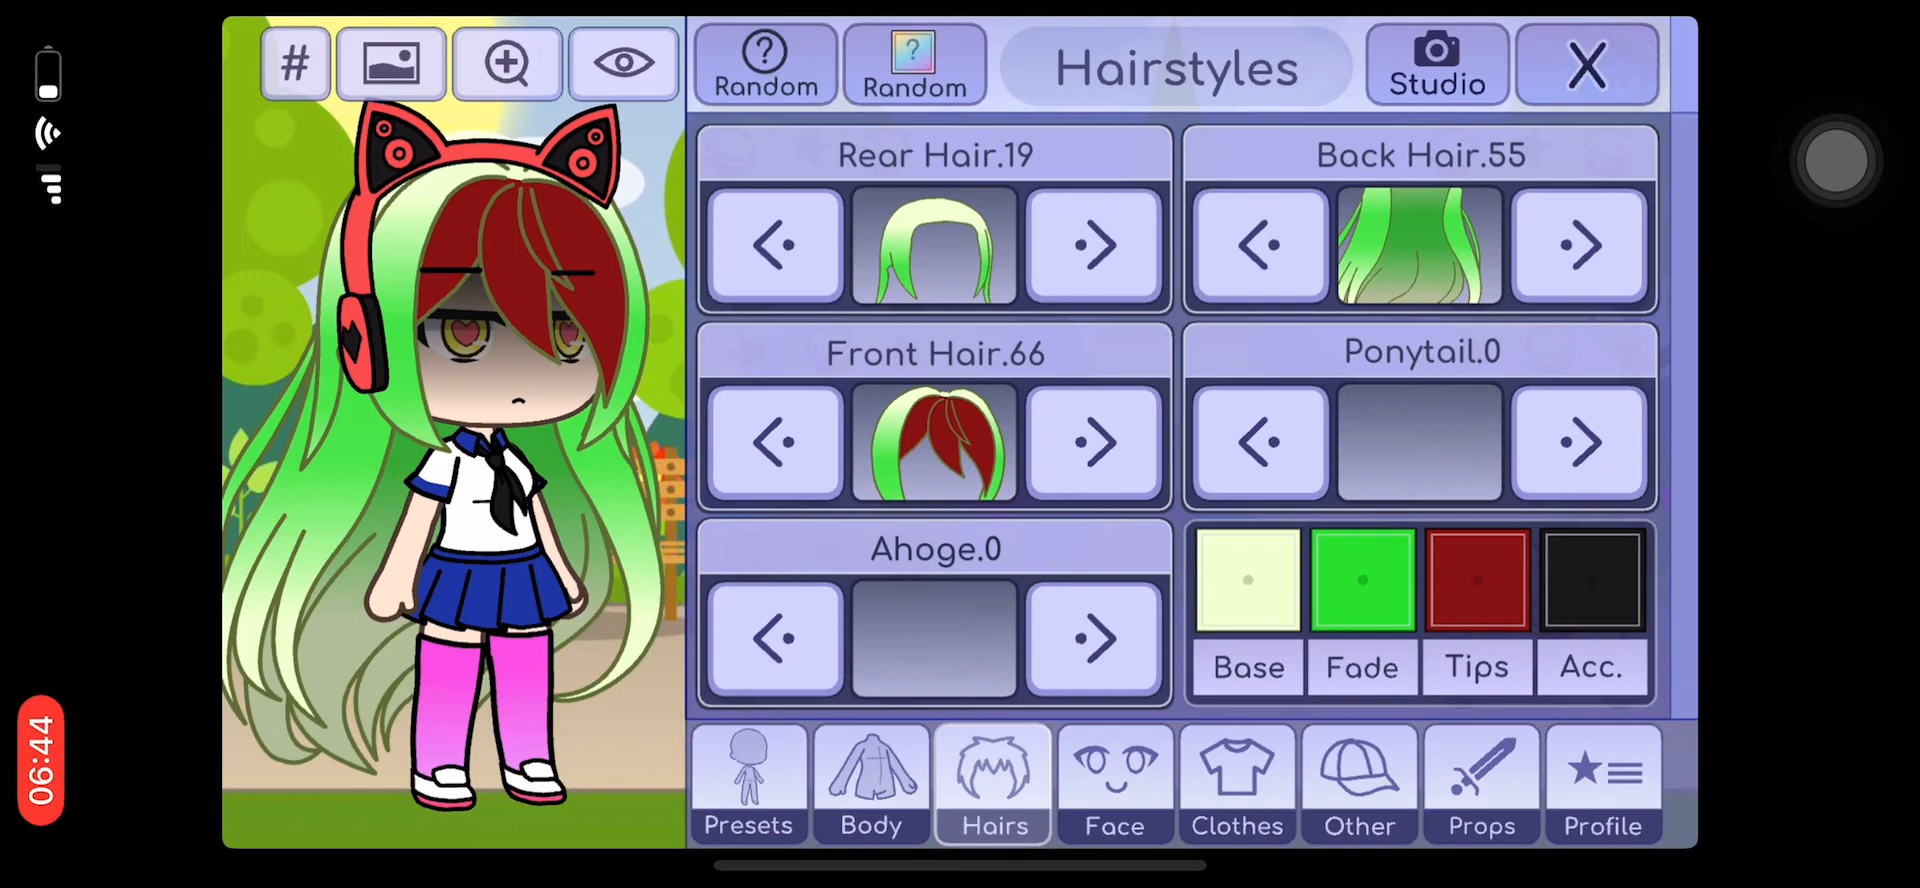 #
? Random
? Random
Hairstyles
Studio
X
Rear Hair.19
Back Hair.55
Front Hair.66
Ponytail.0
Ahoge.0
Base
Fade
Tips
Acc.
06:44
Presets
Body
Hairs
Face
Clothes
Other
Props
Profile